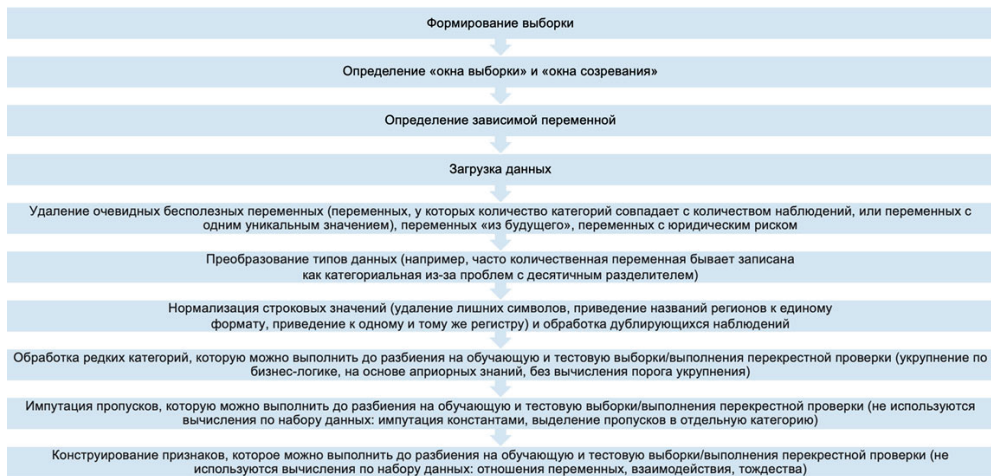 Формирование выборки
Определение «окна выборки» и «окна созревания»
Определение зависимой переменной
Загрузка данных
Удаление очевидных бесполезных переменных (переменных, у которых количество категорий совпадает с количеством наблюдений, или переменных с
одним уникальным значением), переменных «из будущего», переменных с юридическим риском
Преобразование типов данных (например, часто количественная переменная бывает записана
как категориальная из-за проблем с десятичным разделителем)
Нормализация строковых значений (удаление лишних символов, приведение названий регионов к единому
формату, приведение к одному и тому же регистру) и обработка дублирующихся наблюдений
Обработка редких категорий, которую можно выполнить до разбиения на обучающую и тестовую выборки/выполнения перекрестной проверки (укрупнение по
бизнес-логике, на основе априорных знаний, без вычисления порога укрупнения)
Импутация пропусков, которую можно выполнить до разбиения на обучающую и тестовую выборки/выполнения перекрестной проверки (не используются
вычисления по набору данных: импутация константами, выделение пропусков в отдельную категорию)
Конструирование признаков, которое можно выполнить до разбиения на обучающую и тестовую выборки/выполнения перекрестной проверки (не
используются вычисления по набору данных: отношения переменных, взаимодействия, тождества)